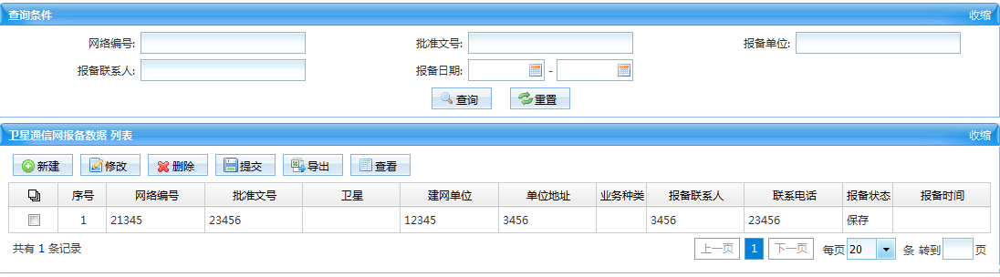 查询条件 收缩
网络编号: 批准文号: 报备单位:
报备联系人: 报备日期: -
查询 重置
卫星通信网报备数据 列表 收缩
新建 修改 删除 提交 导出 查看
序号 网络编号 批准文号 卫星 建网单位 单位地址 业务种类 报备联系人 联系电话 报备状态 报备时间
1 21345 23456 12345 3456 3456 23456 保存
共有 1 条记录 上一页 1 下一页 每页 20 条 转到 页